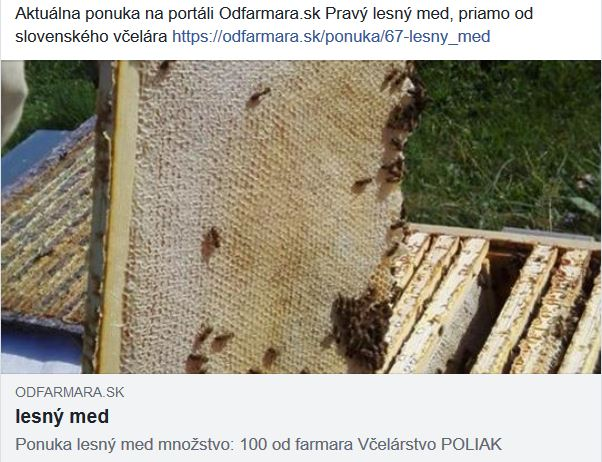 Aktuálna ponuka na portáli Odfarmara.sk Pravý lesný med, priamo od
slovenského včelára https://odfarmara.sk/ponuka/67-lesny_med
ODFARMARA.SK
lesný med
Ponuka lesný med množstvo: 100 od farmara Včelárstvo POLIAK